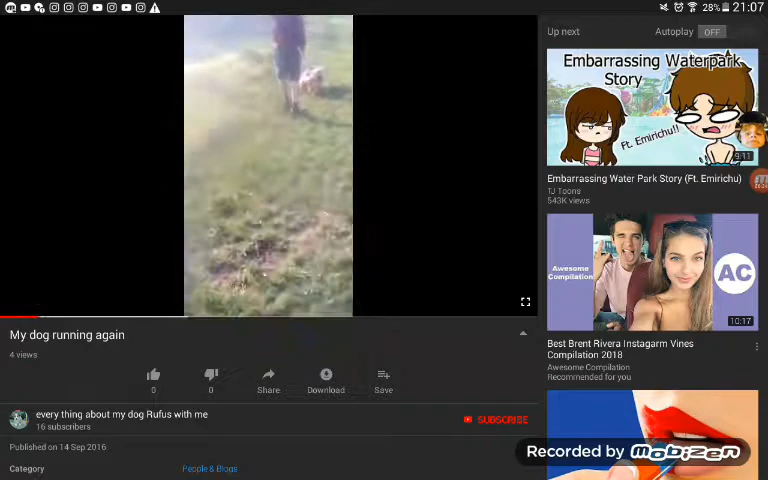 28% 21:07
Up next
Autoplay OFF
Embarrassing Waterpark
Story
Ft. Emirichu!!
9:11
Embarrassing Water Park Story (Ft. Emirichu)
TJ Toons
543K views
Awesome
Compilation
AC
10:17
Best Brent Rivera Instagarm Vines
Compilation 2018
Awesome Compilation
Recommended for you
My dog running again
4 views
0
0
Share
Download
Save
every thing about my dog Rufus with me
16 subscribers
SUBSCRIBE
Published on 14 Sep 2016
Category
People & Blogs
Recorded by mobizen